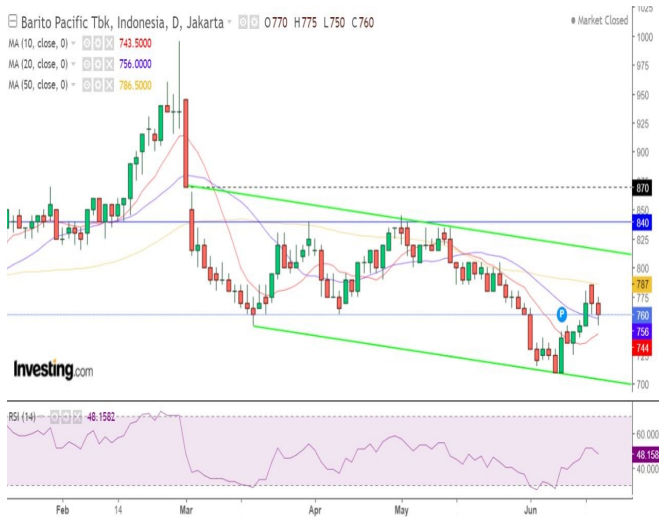 Barito Pacific Tbk, Indonesia, D, Jakarta O770 H775 L750 C760
Market Closed
MA (10, close, 0) 743.5000
MA (20, close, 0) 756.0000
MA (50, close, 0) 786.5000
1025
1000
975
950
925
900
875
870
850
840
825
800
787
775
760
756
744
725
700
P
Investing.com
RSI (14) 48.1582
60.000
48.158
40.000
Feb 14 Mar Apr May Jun